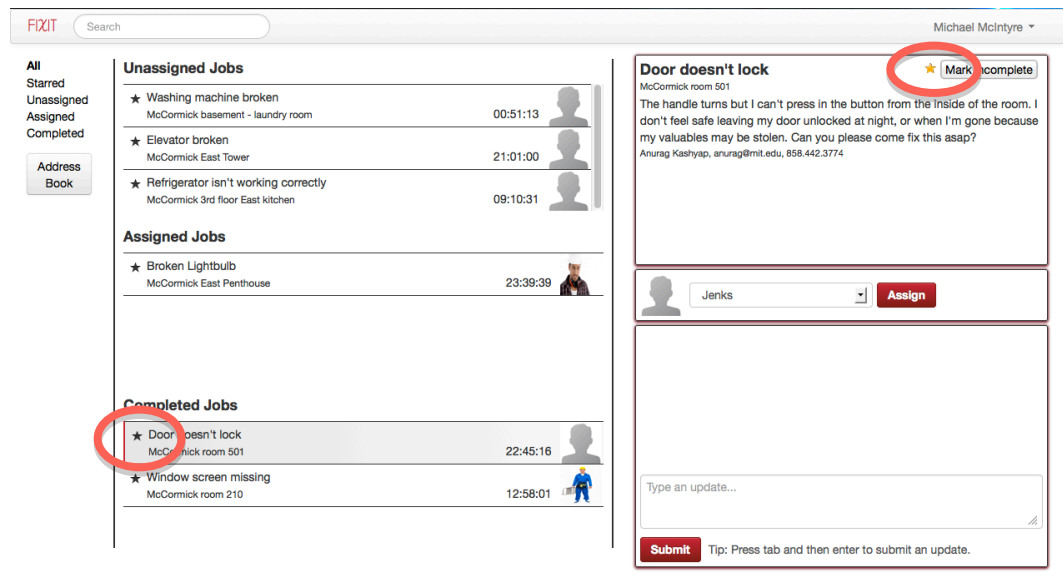 FIXIT
Search
Michael McIntyre
All
Starred
Unassigned
Assigned
Completed
Address
Book
Unassigned Jobs
Washing machine broken
McCormick basement - laundry room
00:51:13
Elevator broken
McCormick East Tower
21:01:00
Refrigerator isn't working correctly
McCormick 3rd floor East kitchen
09:10:31
Assigned Jobs
Broken Lightbulb
McCormick East Penthouse
23:39:39
Completed Jobs
Door doesn't lock
McCormick room 501
22:45:16
Window screen missing
McCormick room 210
12:58:01
Door doesn't lock
Mark Incomplete
McCormick room 501
The handle turns but I can't press in the button from the inside of the room. I
don't feel safe leaving my door unlocked at night, or when I'm gone because
my valuables may be stolen. Can you please come fix this asap?
Anurag Kashyap, anurag@mit.edu, 858.442.3774
Jenks
Assign
Type an update...
Submit
Tip: Press tab and then enter to submit an update.